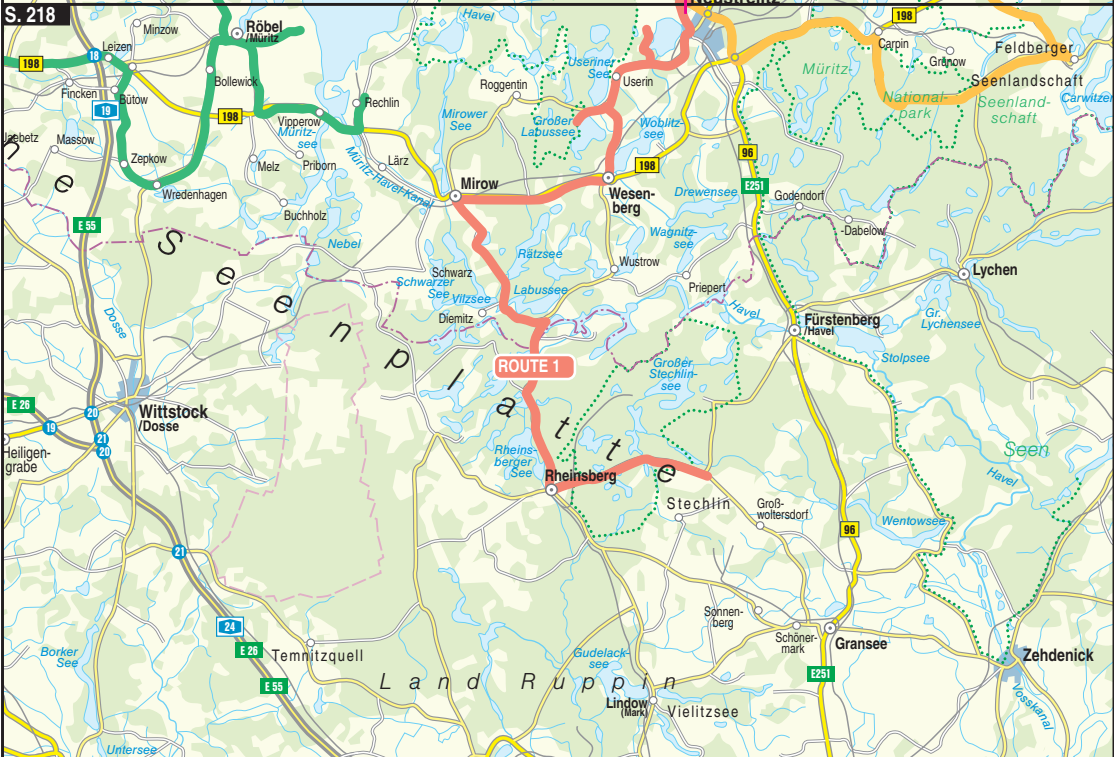 S. 218
Neustrelitz
Havel
198
Minzow
Röbel
/Müritz
Leizen
18
198
Carpin
Feldberger
Grünow
Seenlandschaft
Müritz-
National-
park
Seenland-
schaft
Carwitzer
Useriner
See
Userin
Roggentin
Fincken
Bütow
19
Bollewick
198
Rechlin
Vipperow
Müritz-
see
Mirower
See
Großer
Labussee
Woblitz-
see
Massow
Zepkow
Melz
Priborn
Lärz
Müritz-Havel-Kanal
Wredenhagen
Mirow
198
Wesen-
berg
96
E251
Drewensee
Godendorf
Buchholz
Nebel
E 55
Wagnitz-
see
-Dabelow
Rätzsee
Wustrow
Schwarz
Schwarzer
See
Vilzsee
Labussee
Priepert
Lychen
Diemitz
Havel
Fürstenberg
/Havel
Gr.
Lychensee
Dosse
Stolpsee
n e S e e n p l a t t e
ROUTE 1
Großer
Stechlin-
see
E 26
20
19
21
20
Wittstock
/Dosse
Heiligen-
grabe
Rheins-
berger
See
Rheinsberg
Stechlin
Groß-
woltersdorf
Seen
Havel
Wentowsee
96
21
24
E 26
E 55
Temnitzquell
Sonnen-
berg
Schöner-
mark
Gransee
E251
Zehdenick
Vosskanal
Borker
See
Gudelack-
see
Land Ruppin
Lindow
(Mark)
Vielitzsee
Untersee